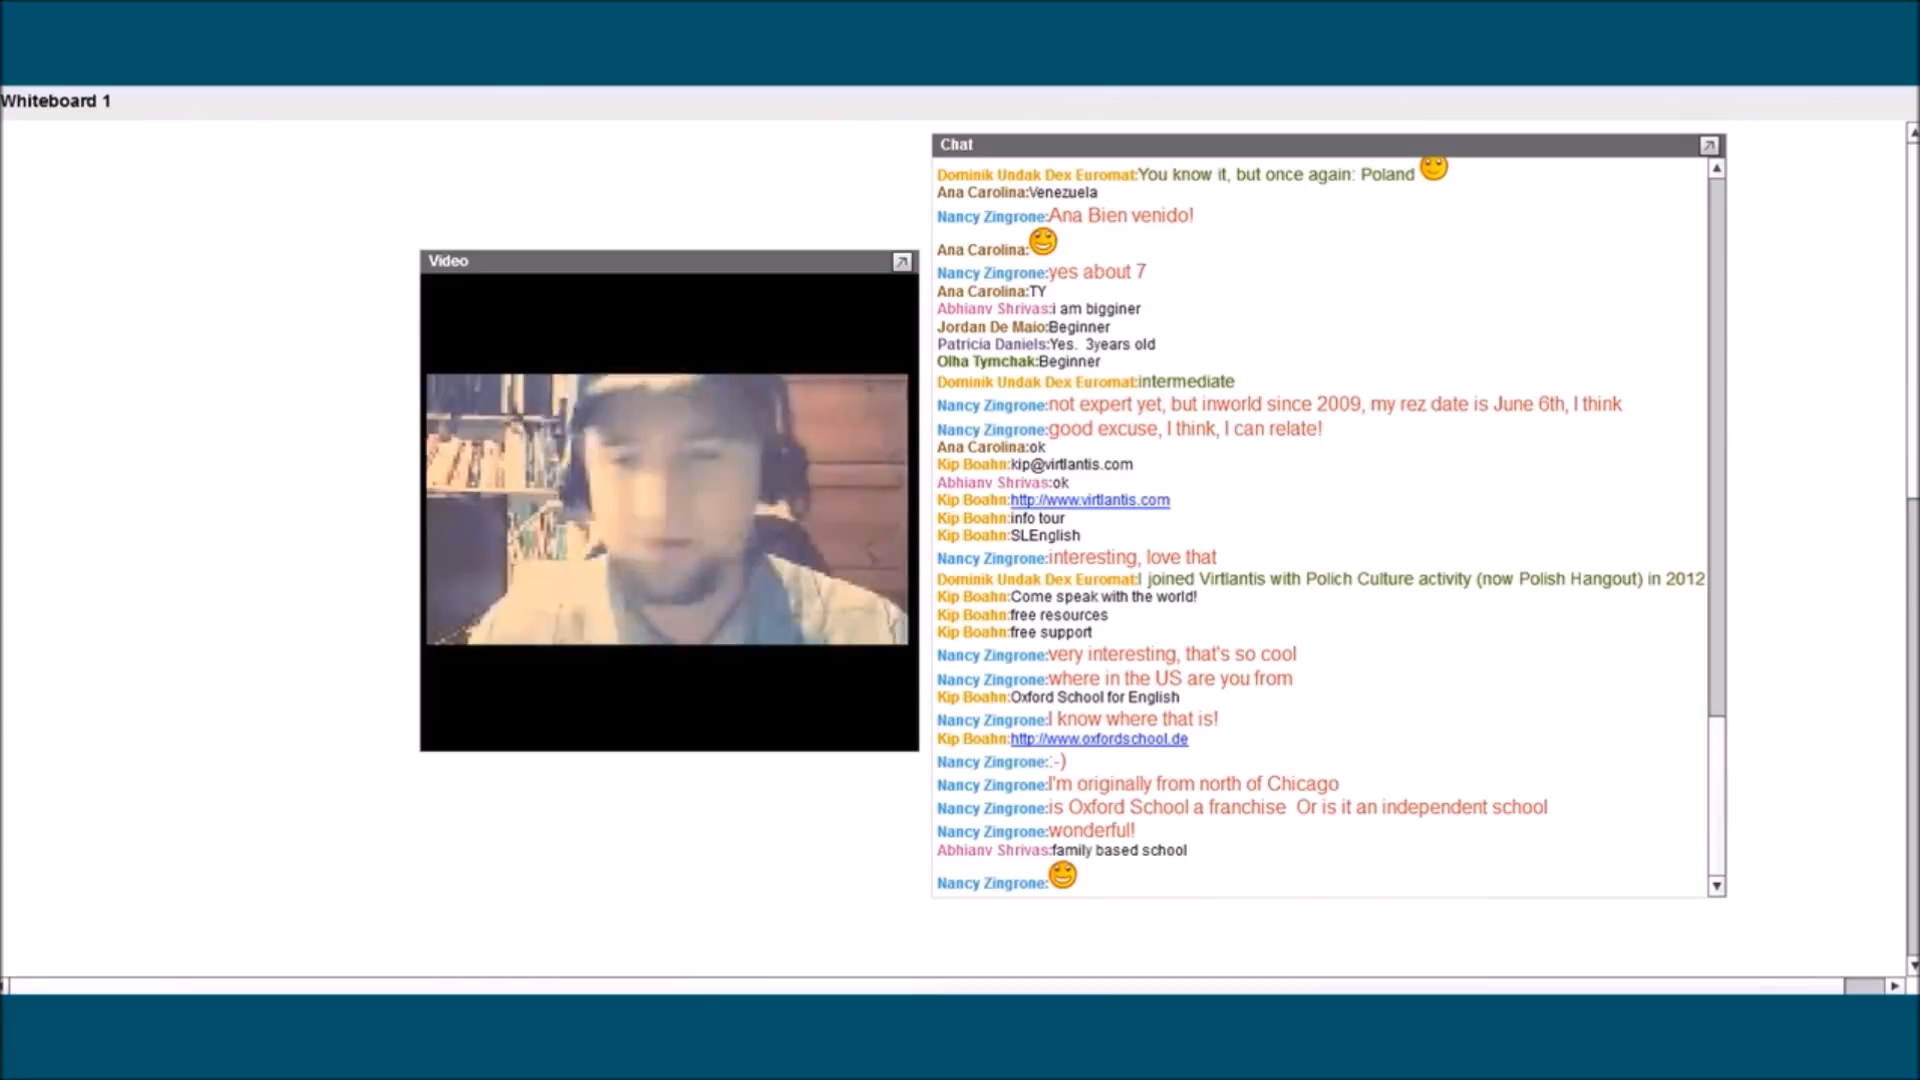 Whiteboard 1
Chat
Dominik Undak Dex Euromat:You know it, but once again: Poland
Ana Carolina:Venezuela
Nancy Zingrone:Ana Bien venido!
Ana Carolina:
Video
Nancy Zingrone:yes about 7
Ana Carolina:TY
Abhianv Shrivas:i am bigginer
Jordan De Maio:Beginner
Patricia Daniels:Yes.  3years old
Olha Tymchak:Beginner
Dominik Undak Dex Euromat:intermediate
Nancy Zingrone:not expert yet, but inworld since 2009, my rez date is June 6th, I think
Nancy Zingrone:good excuse, I think, I can relate!
Ana Carolina:ok
Kip Boahn:kip@virtlantis.com
Abhianv Shrivas:ok
Kip Boahn:http://www.virtlantis.com
Kip Boahn:info tour
Kip Boahn:SLEnglish
Nancy Zingrone:interesting, love that
Dominik Undak Dex Euromat:I joined Virtlantis with Polich Culture activity (now Polish Hangout) in 2012
Kip Boahn:Come speak with the world!
Kip Boahn:free resources
Kip Boahn:free support
Nancy Zingrone:very interesting, that's so cool
Nancy Zingrone:where in the US are you from
Kip Boahn:Oxford School for English
Nancy Zingrone:I know where that is!
Kip Boahn:http://www.oxfordschool.de
Nancy Zingrone::-)
Nancy Zingrone:I'm originally from north of Chicago
Nancy Zingrone:is Oxford School a franchise  Or is it an independent school
Nancy Zingrone:wonderful!
Abhianv Shrivas:family based school
Nancy Zingrone: